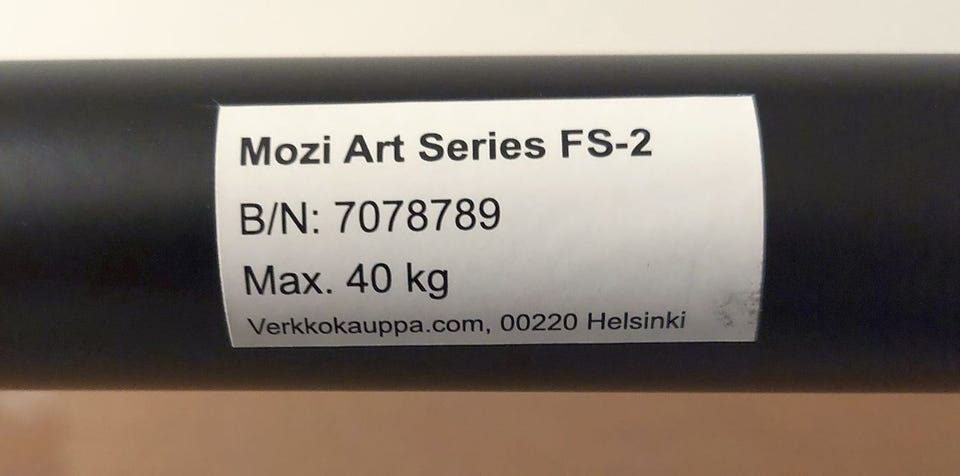 Mozi Art Series FS-2
B/N: 7078789
Max. 40 kg
Verkkokauppa.com, 00220 Helsinki